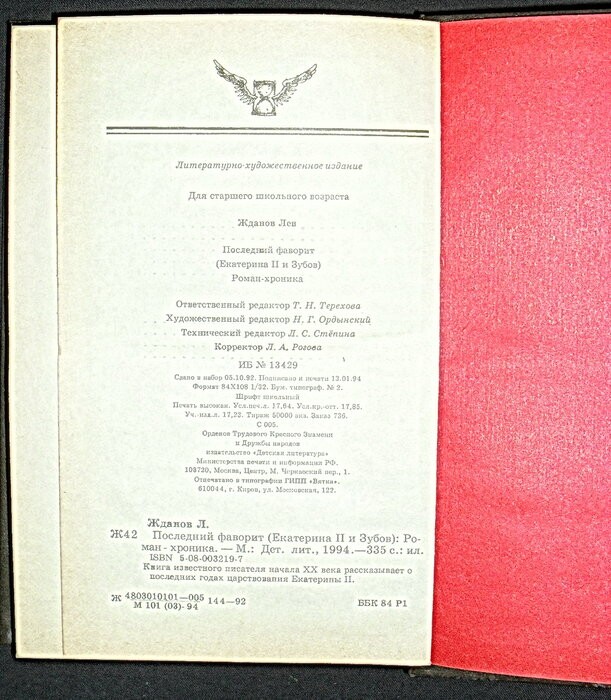 Литературно-художественное издание
Для старшего школьного возраста
Жданов Лев
Последний фаворит
(Екатерина II и Зубов)
Роман-хроника
Ответственный редактор Т. Н. Терехова
Художественный редактор Н. Г. Ордынский
Технический редактор Л. С. Стёпина
Корректор Л. А. Рогова
ИБ № 13429
Сдано в набор 05.10.92. Подписано к печати 13.01.94
Формат 84Х108 1/32. Бум. типограф. № 2.
Шрифт школьный
Печать высокая. Усл.печ.л. 17,64. Усл.кр.-отт. 17,85.
Уч.-изд.л. 17,23. Тираж 50000 экз. Заказ 736.
С 005.
Орденов Трудового Красного Знамени
и Дружбы народов
издательство «Детская литература»
Министерства печати и информации РФ.
103720, Москва, Центр, М. Черкасский пер., 1.
Отпечатано в типографии ГИПП «Вятка».
610044, г. Киров, ул. Московская, 122.
Жданов Л.
Ж42 Последний фаворит (Екатерина II и Зубов): Ро-
ман-хроника. — М.: Дет. лит., 1994.—335 с.: ил.
ISBN 5-08-003219-7
Книга известного писателя начала XX века рассказывает о
последних годах царствования Екатерины II.
Ж 4803010101—005 144—92
М 101 (03)-94
ББК 84 Р1